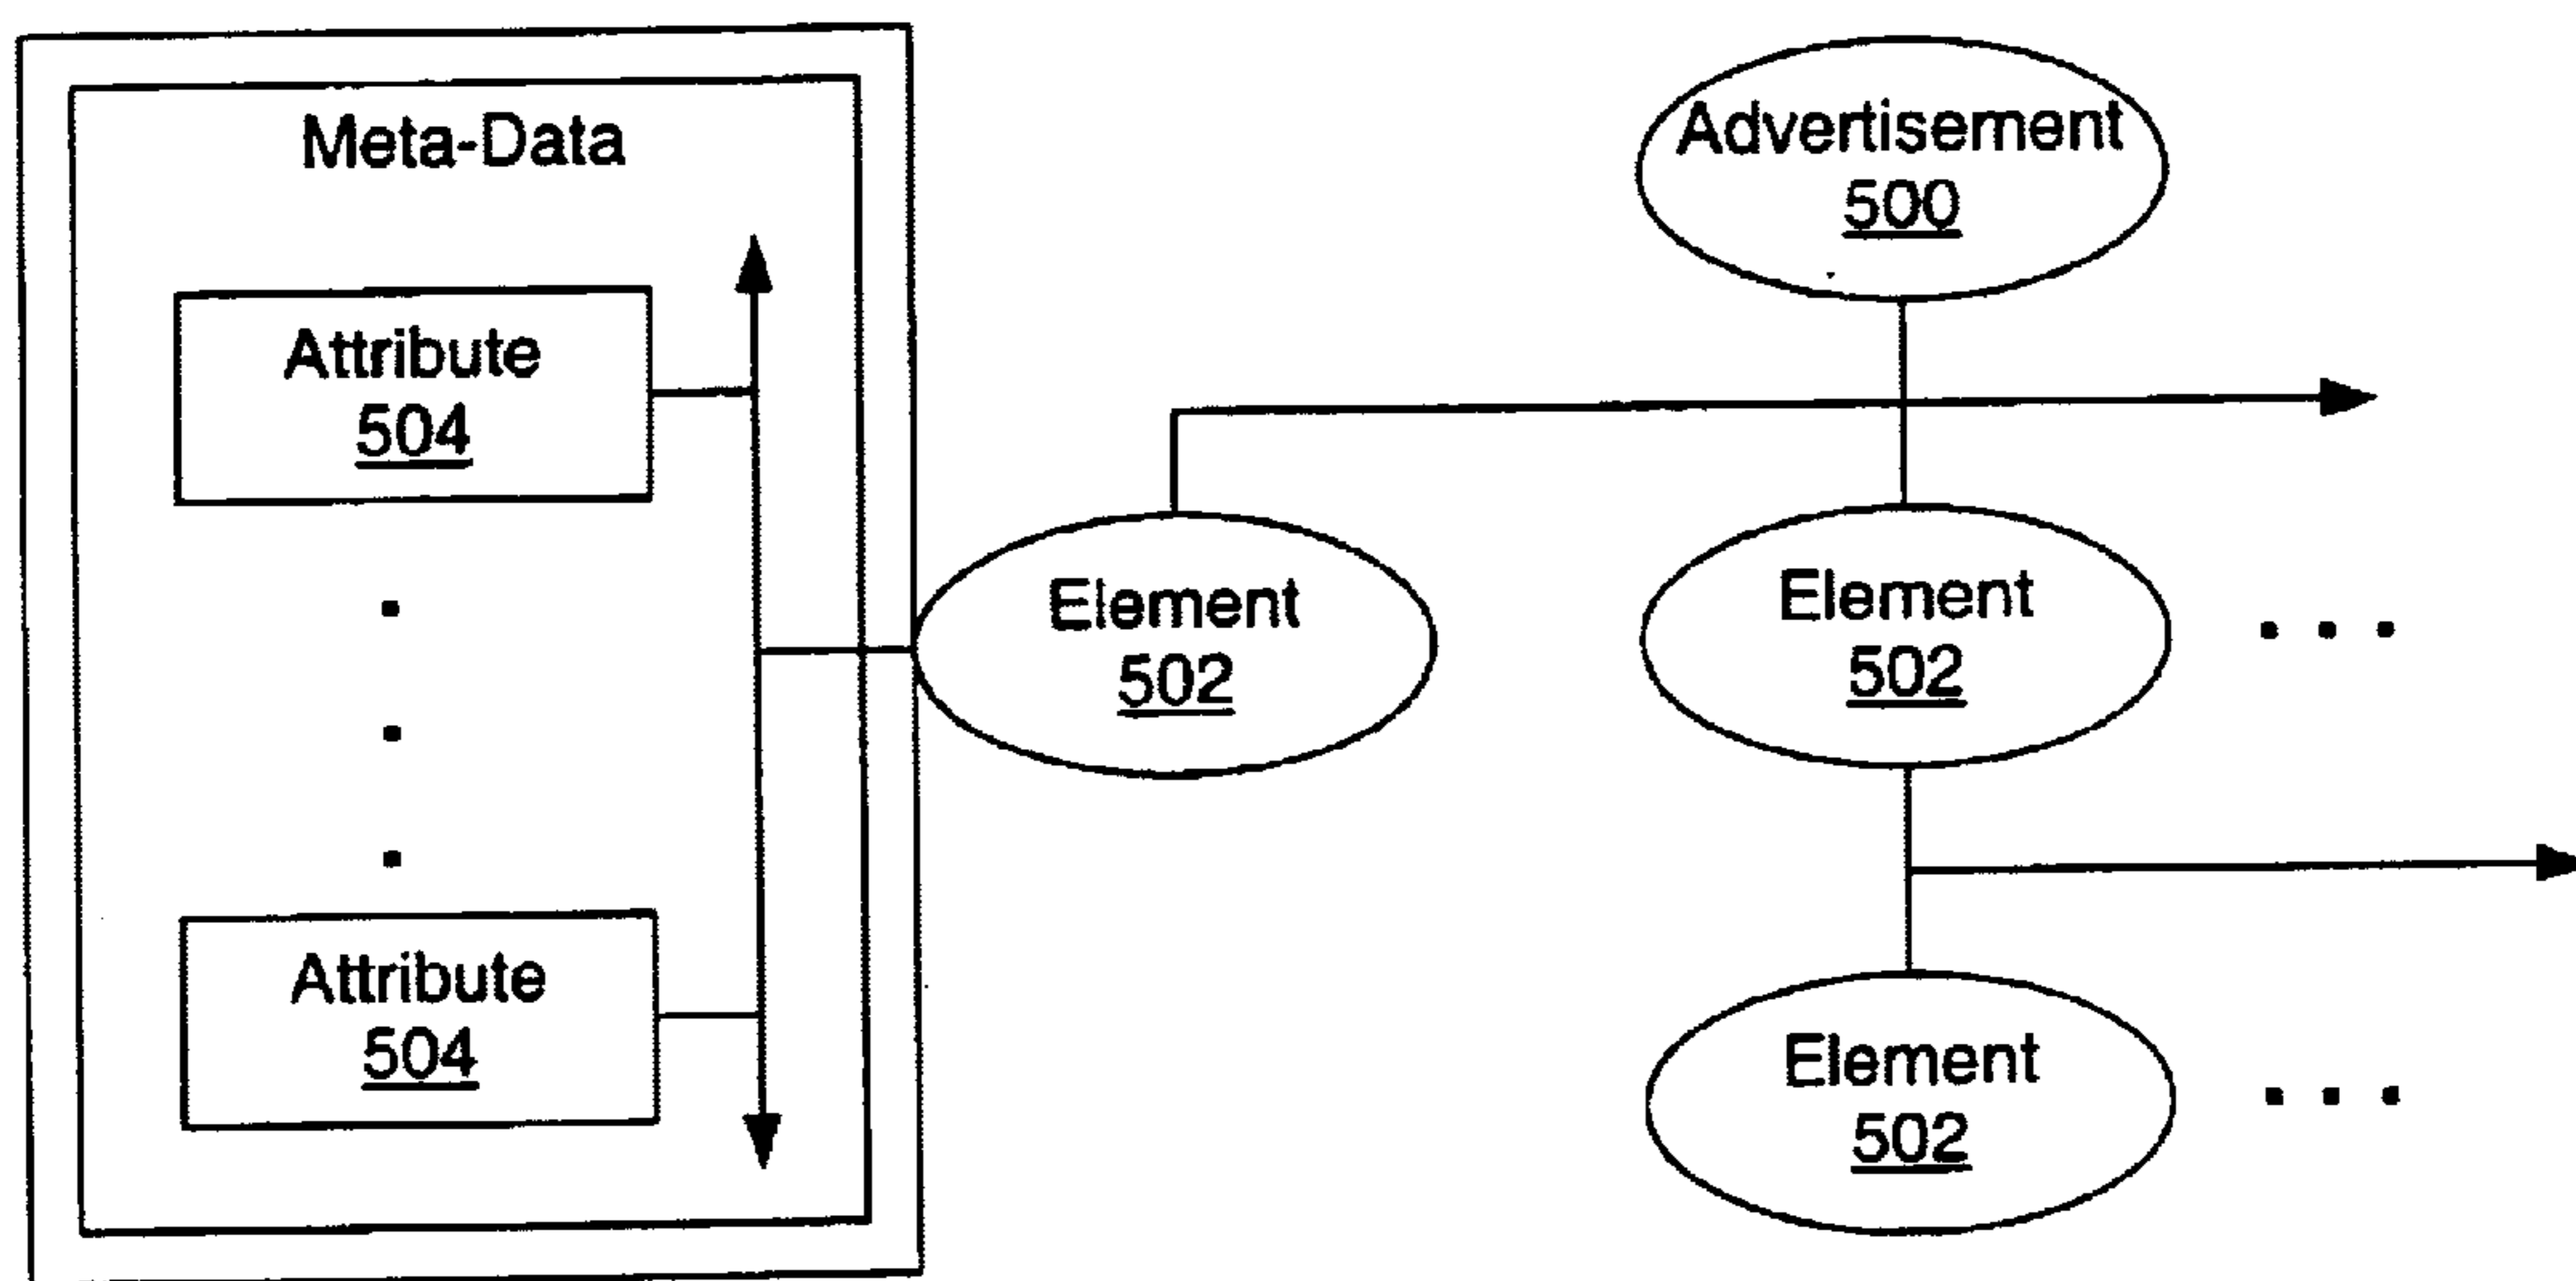 Meta-Data
Advertisement
500
Attribute
504
Element
502
Element
502
Attribute
504
Element
502